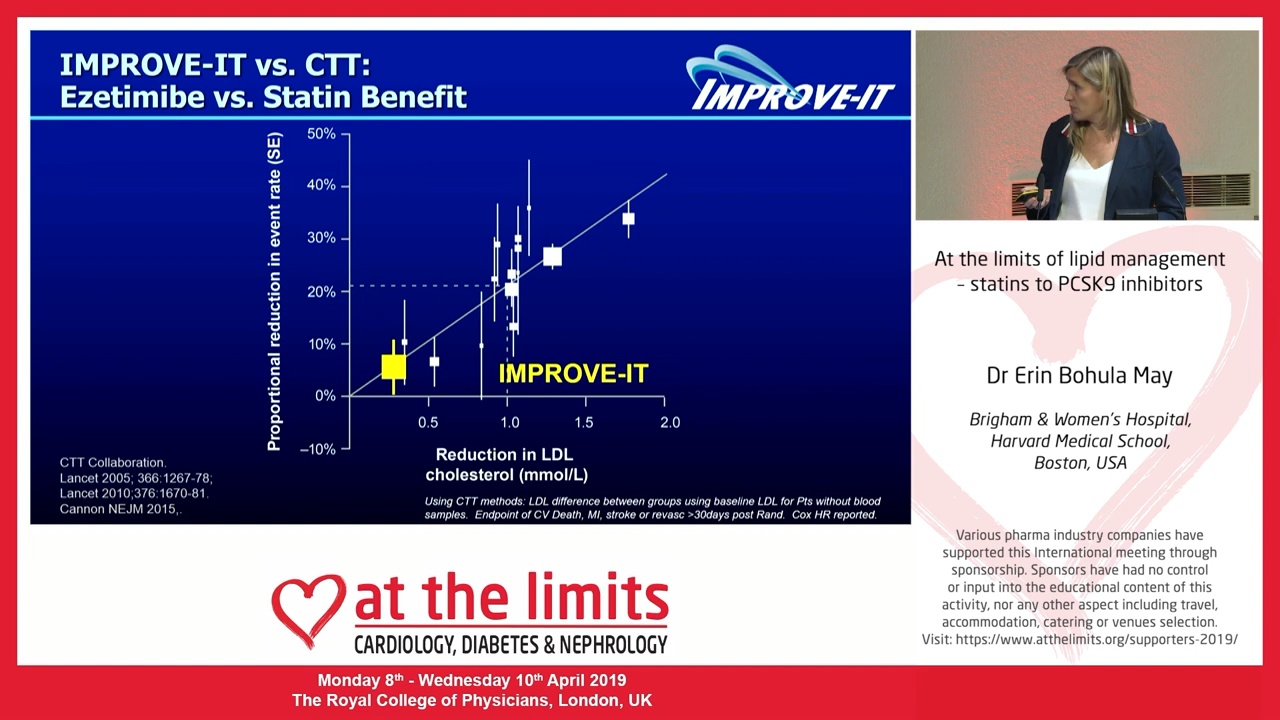 IMPROVE-IT vs. CTT:
Ezetimibe vs. Statin Benefit
IMPROVE-IT
Proportional reduction in event rate (SE)
50%
40%
30%
20%
10%
0%
–10%
0.5
1.0
1.5
2.0
IMPROVE-IT
Reduction in LDL
cholesterol (mmol/L)
CTT Collaboration.
Lancet 2005; 366:1267-78;
Lancet 2010;376:1670-81.
Cannon NEJM 2015,.
Using CTT methods: LDL difference between groups using baseline LDL for Pts without blood
samples. Endpoint of CV Death, MI, stroke or revasc >30days post Rand. Cox HR reported.
At the limits of lipid management
– statins to PCSK9 inhibitors
Dr Erin Bohula May
Brigham & Women's Hospital,
Harvard Medical School,
Boston, USA
Various pharma industry companies have
supported this International meeting through
sponsorship. Sponsors have had no control
or input into the educational content of this
activity, nor any other aspect including travel,
accommodation, catering or venues selection.
Visit: https://www.atthelimits.org/supporters-2019/
at the limits
CARDIOLOGY, DIABETES & NEPHROLOGY
Monday 8th - Wednesday 10th April 2019
The Royal College of Physicians, London, UK